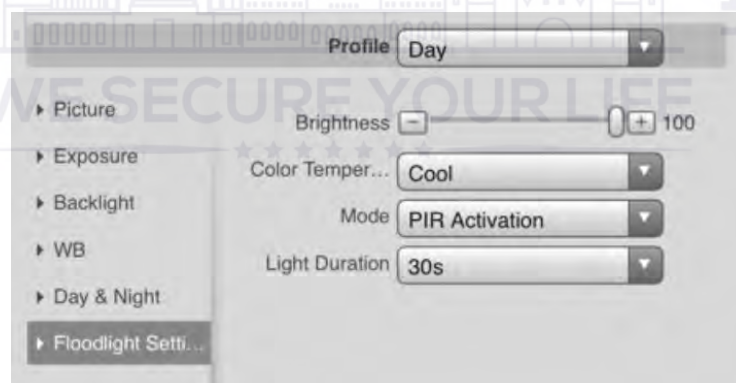 Profile Day
WE SECURE YOUR LIFE
Picture
Brightness 100
Exposure
Color Temper... Cool
Backlight
Mode PIR Activation
WB
Light Duration 30s
Day & Night
Floodlight Setti...